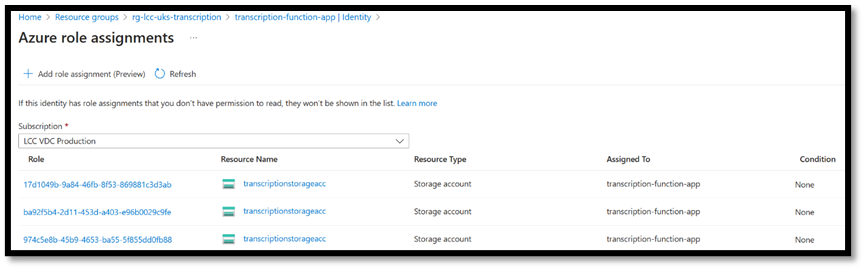 Home > Resource groups > rg-lcc-uks-transcription > transcription-function-app | Identity >
Azure role assignments ...
+ Add role assignment (Preview) Refresh
If this identity has role assignments that you don't have permission to read, they won't be shown in the list. Learn more
Subscription *
LCC VDC Production
Role Resource Name Resource Type Assigned To Condition
17d1049b-9a84-46fb-8f53-869881c3d3ab transcriptionstorageacc Storage account transcription-function-app None
ba92f5b4-2d11-453d-a403-e96b0029c9fe transcriptionstorageacc Storage account transcription-function-app None
974c5e8b-45b9-4653-ba55-5f855dd0fb88 transcriptionstorageacc Storage account transcription-function-app None